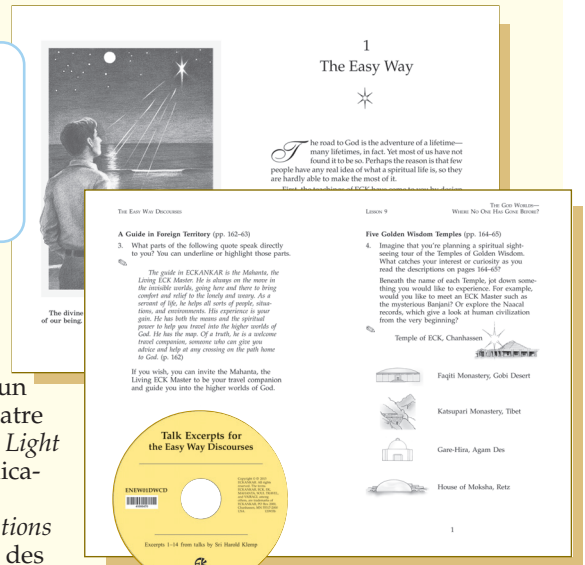 1
The Easy Way
The road to God is the adventure of a lifetime—
many lifetimes, in fact. Yet most of us have not
found it to be so. Perhaps the reason is that few
people have any real idea of what a spiritual life is, so they
are hardly able to make the most of it.
First, the teachings of ECK have come to you by design
The divine
of our being.
THE EASY WAY DISCOURSES
A Guide in Foreign Territory (pp. 162–63)
3. What parts of the following quote speak directly
to you? You can underline or highlight those parts.
The guide in ECKANKAR is the Mahanta, the
Living ECK Master. He is always on the move in
the invisible worlds, going here and there to bring
comfort and relief to the lonely and weary. As a
servant of life, he helps all sorts of people, situa-
tions, and environments. His experience is your
gain. He has both the means and the spiritual
power to help you travel into the higher worlds of
God. He has the map. Of a truth, he is a welcome
travel companion, someone who can give you
advice and help at any crossing on the path home
to God. (p. 162)
If you wish, you can invite the Mahanta, the
Living ECK Master to be your travel companion
and guide you into the higher worlds of God.
LESSON 9
THE GOD WORLDS—
WHERE NO ONE HAS GONE BEFORE?
Five Golden Wisdom Temples (pp. 164–65)
4. Imagine that you're planning a spiritual sight-
seeing tour of the Temples of Golden Wisdom.
What catches your interest or curiosity as you
read the descriptions on pages 164–65?
Beneath the name of each Temple, jot down some-
thing you would like to experience. For example,
would you like to meet an ECK Master such as
the mysterious Banjani? Or explore the Naacal
records, which give a look at human civilization
from the very beginning?
Temple of ECK, Chanhassen
Faqiti Monastery, Gobi Desert
Katsupari Monastery, Tibet
Gare-Hira, Agam Des
House of Moksha, Retz
1
Talk Excerpts for
the Easy Way Discourses
ENEW01DWCD
Excerpts 1–14 from talks by Sri Harold Klemp
un
atre
Light
ica-
tions
des